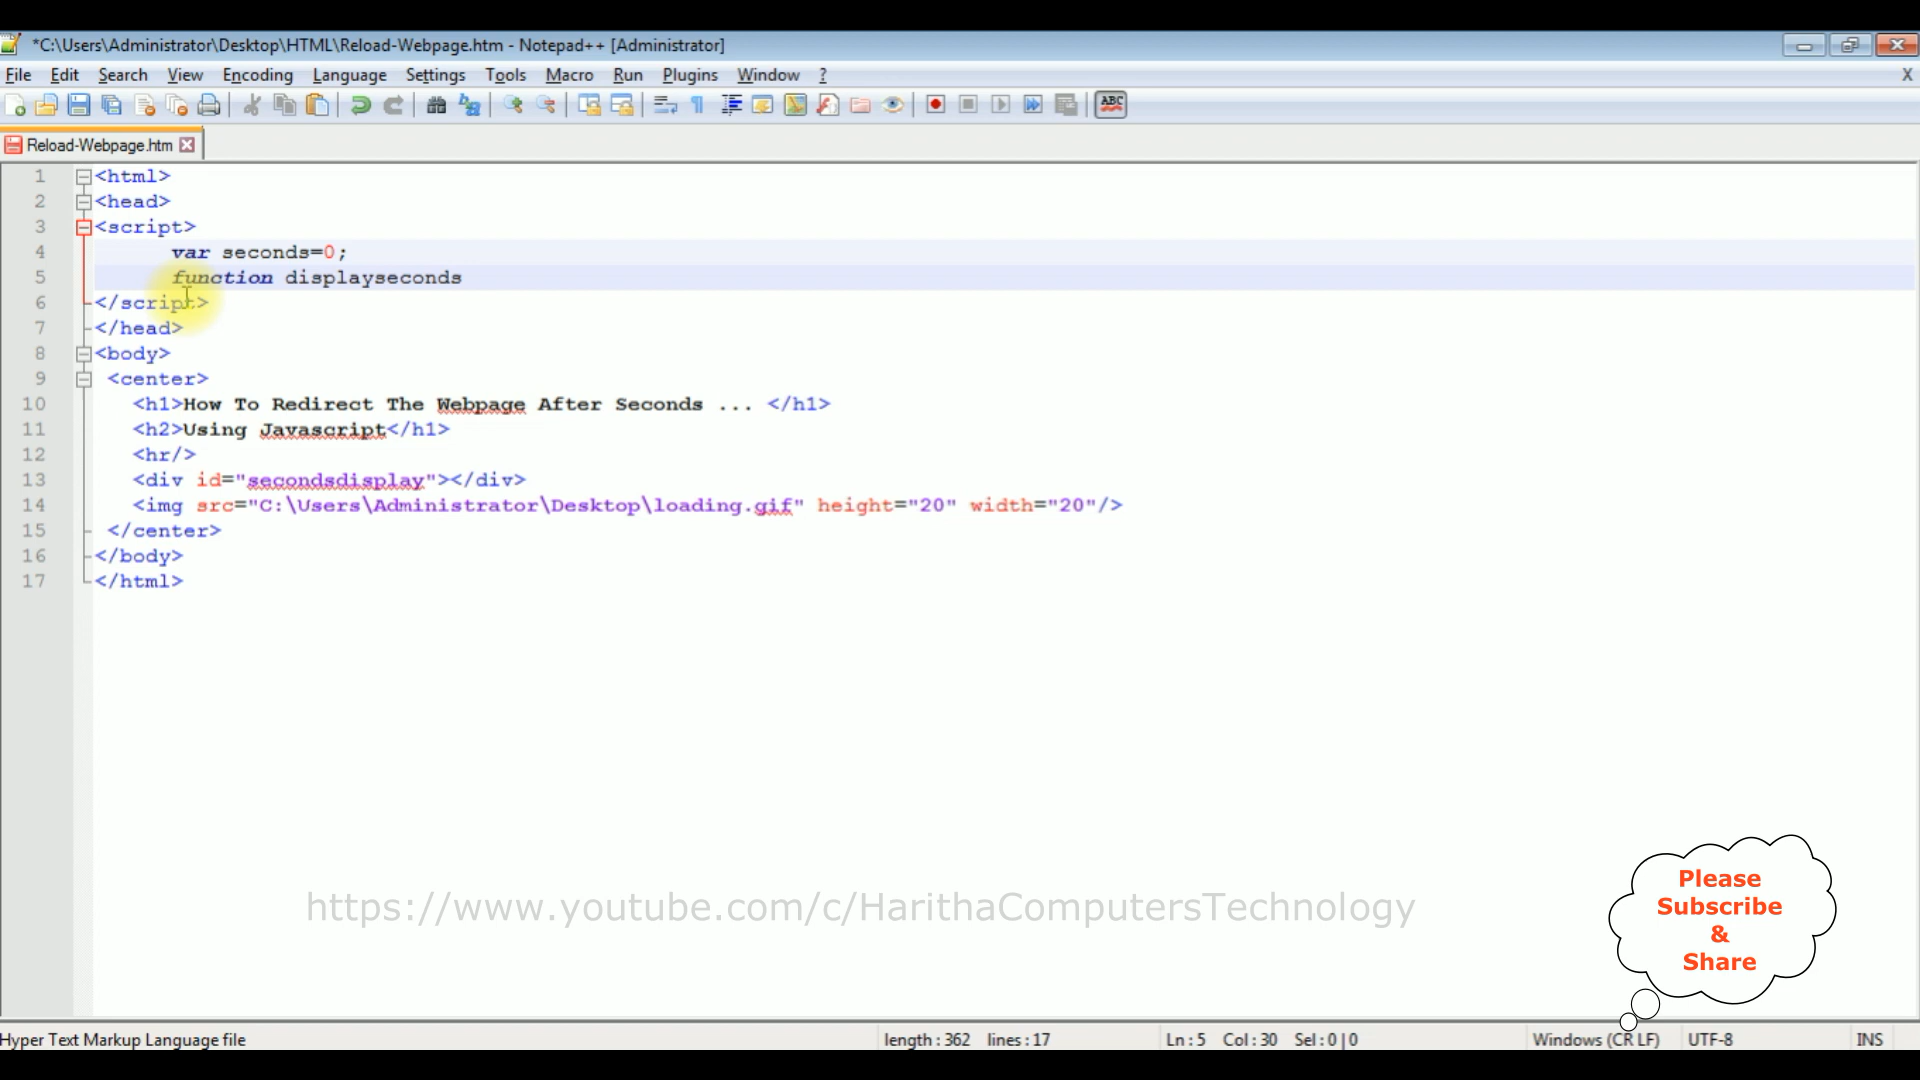 *C:\Users\Administrator\Desktop\HTML\Reload-Webpage.htm - Notepad++ [Administrator]
File Edit Search View Encoding Language Settings Tools Macro Run Plugins Window ? X
ABC
Reload-Webpage.htm
1 <html>
2 <head>
3 <script>
4 var seconds=0;
5 function displayseconds
6 </script>
7 </head>
8 <body>
9 <center>
10 <h1>How To Redirect The Webpage After Seconds ... </h1>
11 <h2>Using Javascript</h1>
12 <hr/>
13 <div id="secondsdisplay"></div>
14 <img src="C:\Users\Administrator\Desktop\loading.gif" height="20" width="20"/>
15 </center>
16 </body>
17 </html>
https://www.youtube.com/c/HarithaComputersTechnology
Please
Subscribe
&
Share
Hyper Text Markup Language file length : 362 lines : 17 Ln : 5 Col : 30 Sel : 0 | 0 Windows (CR LF) UTF-8 INS